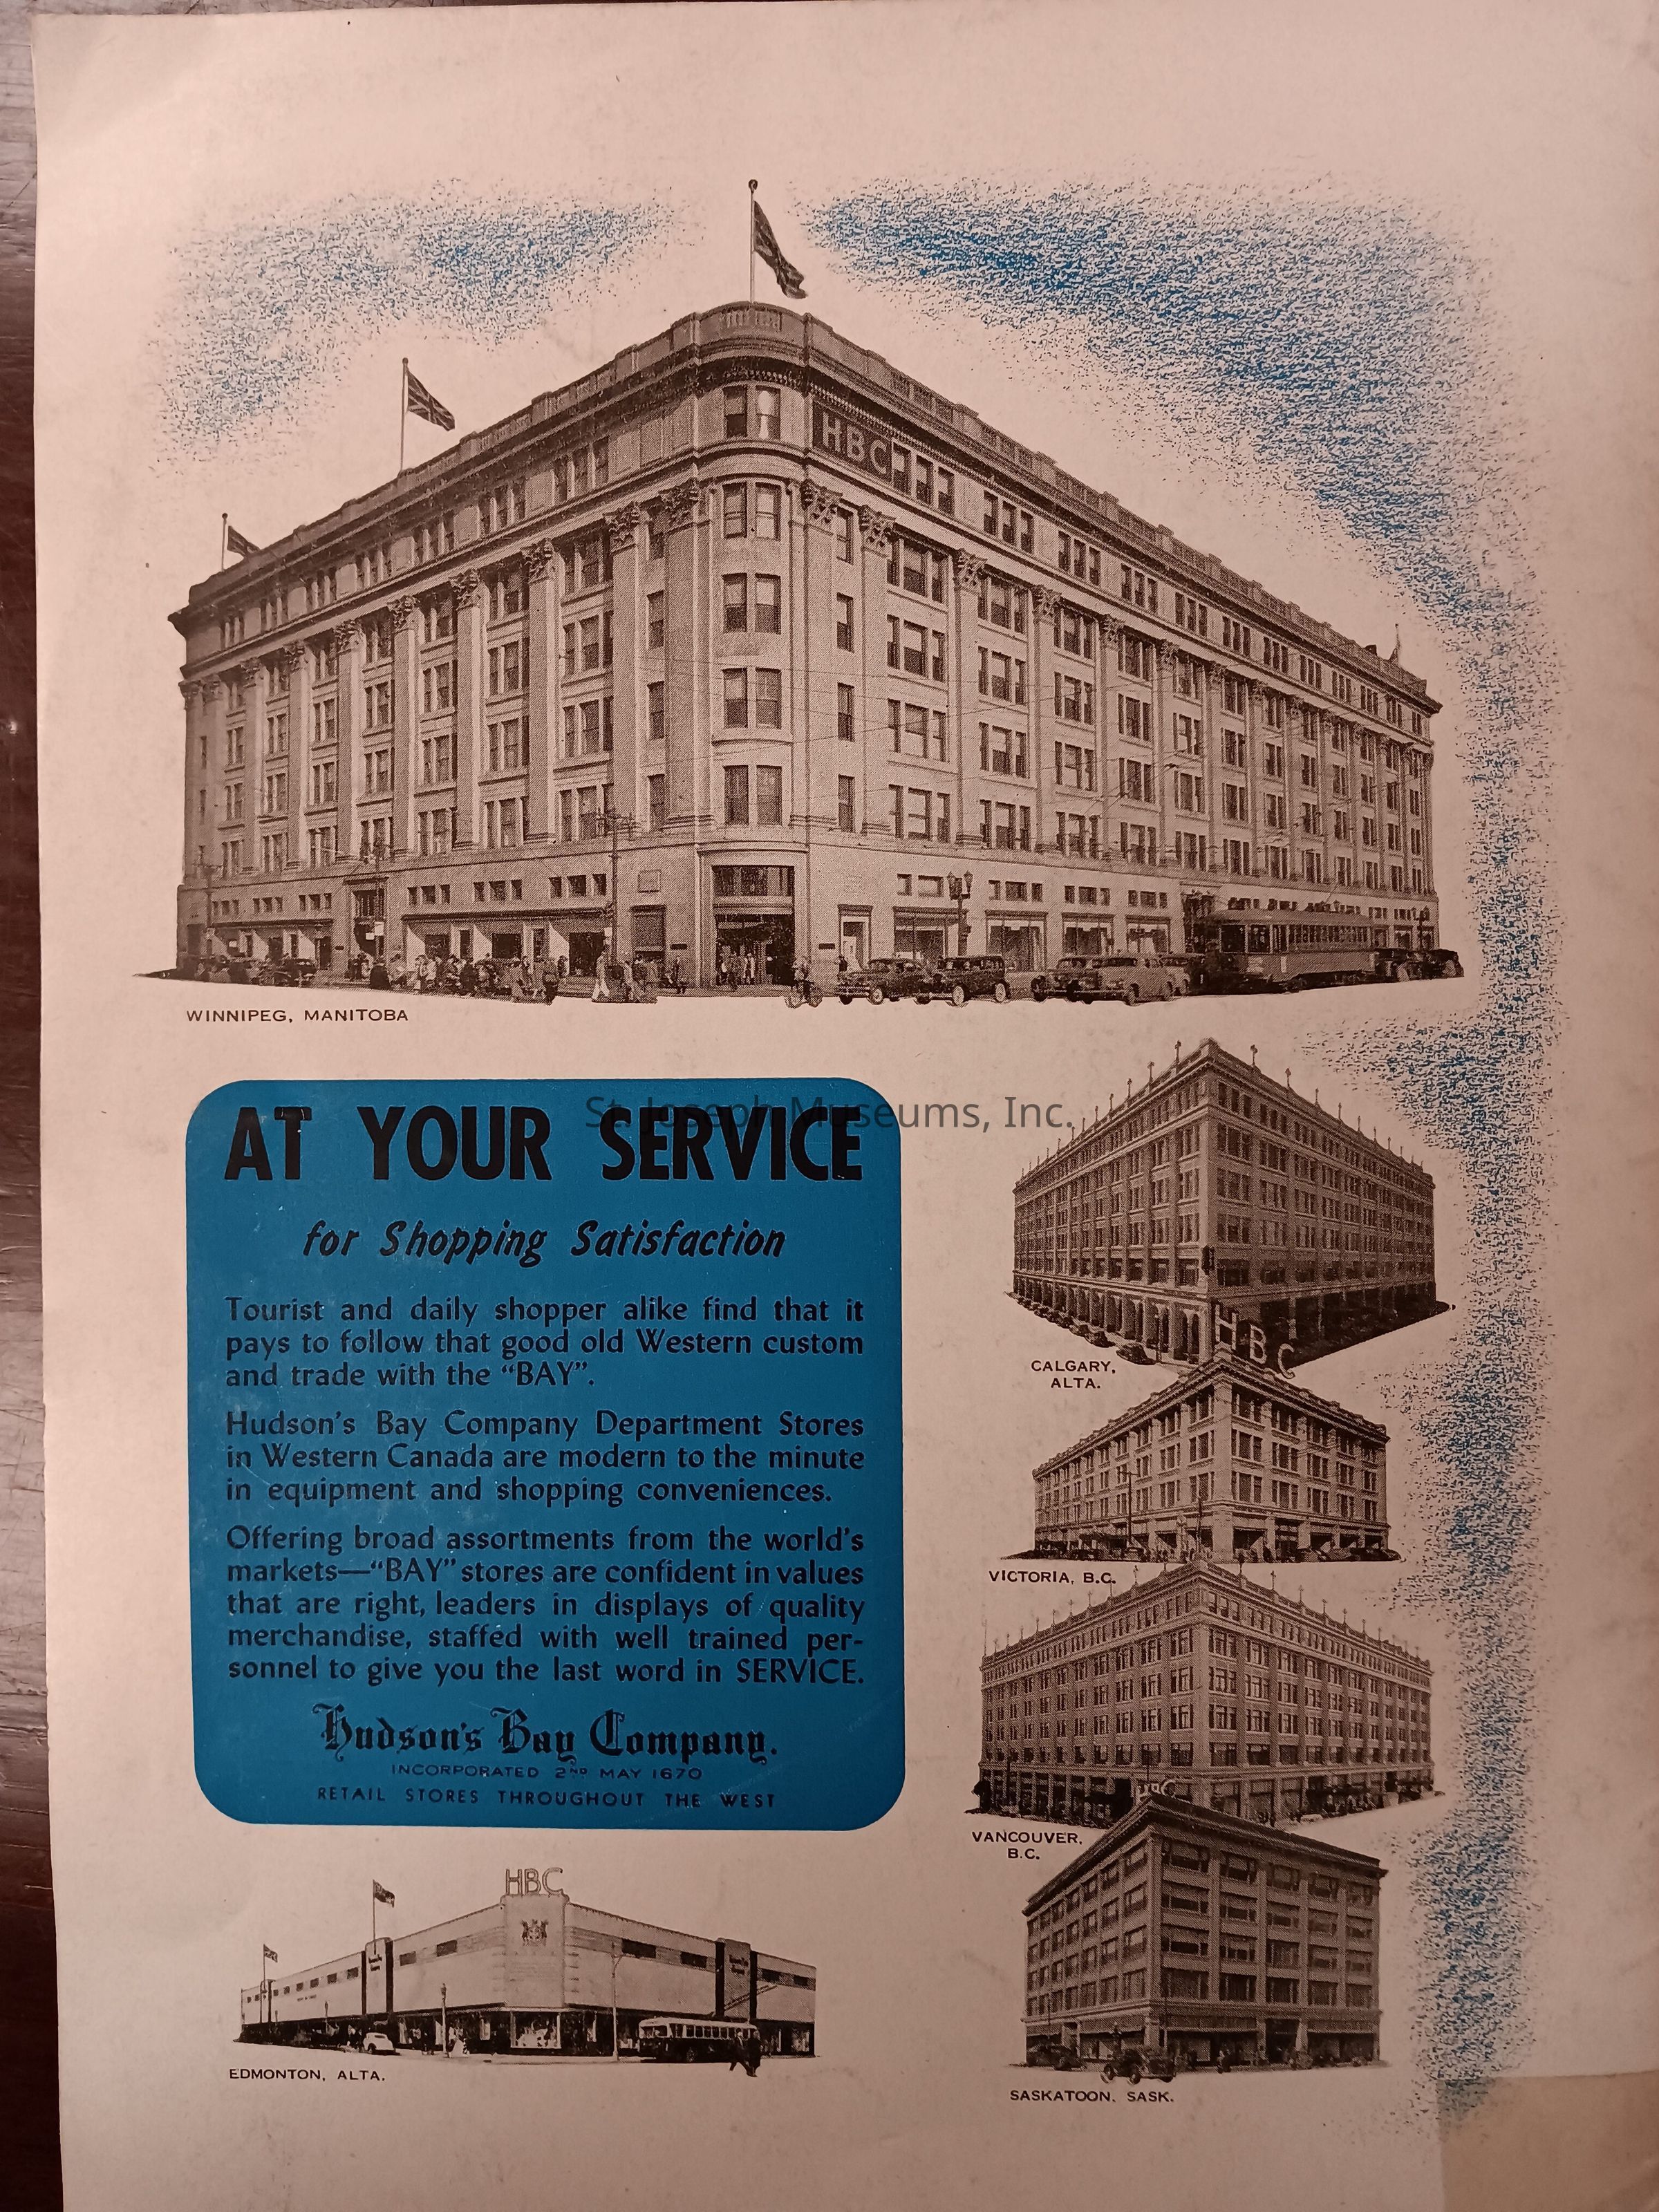 HBC
WINNIPEG, MANITOBA
St. Joseph Museums, Inc.
AT YOUR SERVICE
for Shopping Satisfaction
Tourist and daily shopper alike find that it
pays to follow that good old Western custom
and trade with the “BAY”.
Hudson's Bay Company Department Stores
in Western Canada are modern to the minute
in equipment and shopping conveniences.
Offering broad assortments from the world's
markets—“BAY” stores are confident in values
that are right, leaders in displays of quality
merchandise, staffed with well trained per-
sonnel to give you the last word in SERVICE.
Hudson's Bay Company.
INCORPORATED 2ND MAY 1670
RETAIL STORES THROUGHOUT THE WEST
CALGARY,
ALTA.
HBC
VICTORIA, B.C.
VANCOUVER,
B.C.
HBC
SASKATOON, SASK.
HBC
EDMONTON, ALTA.